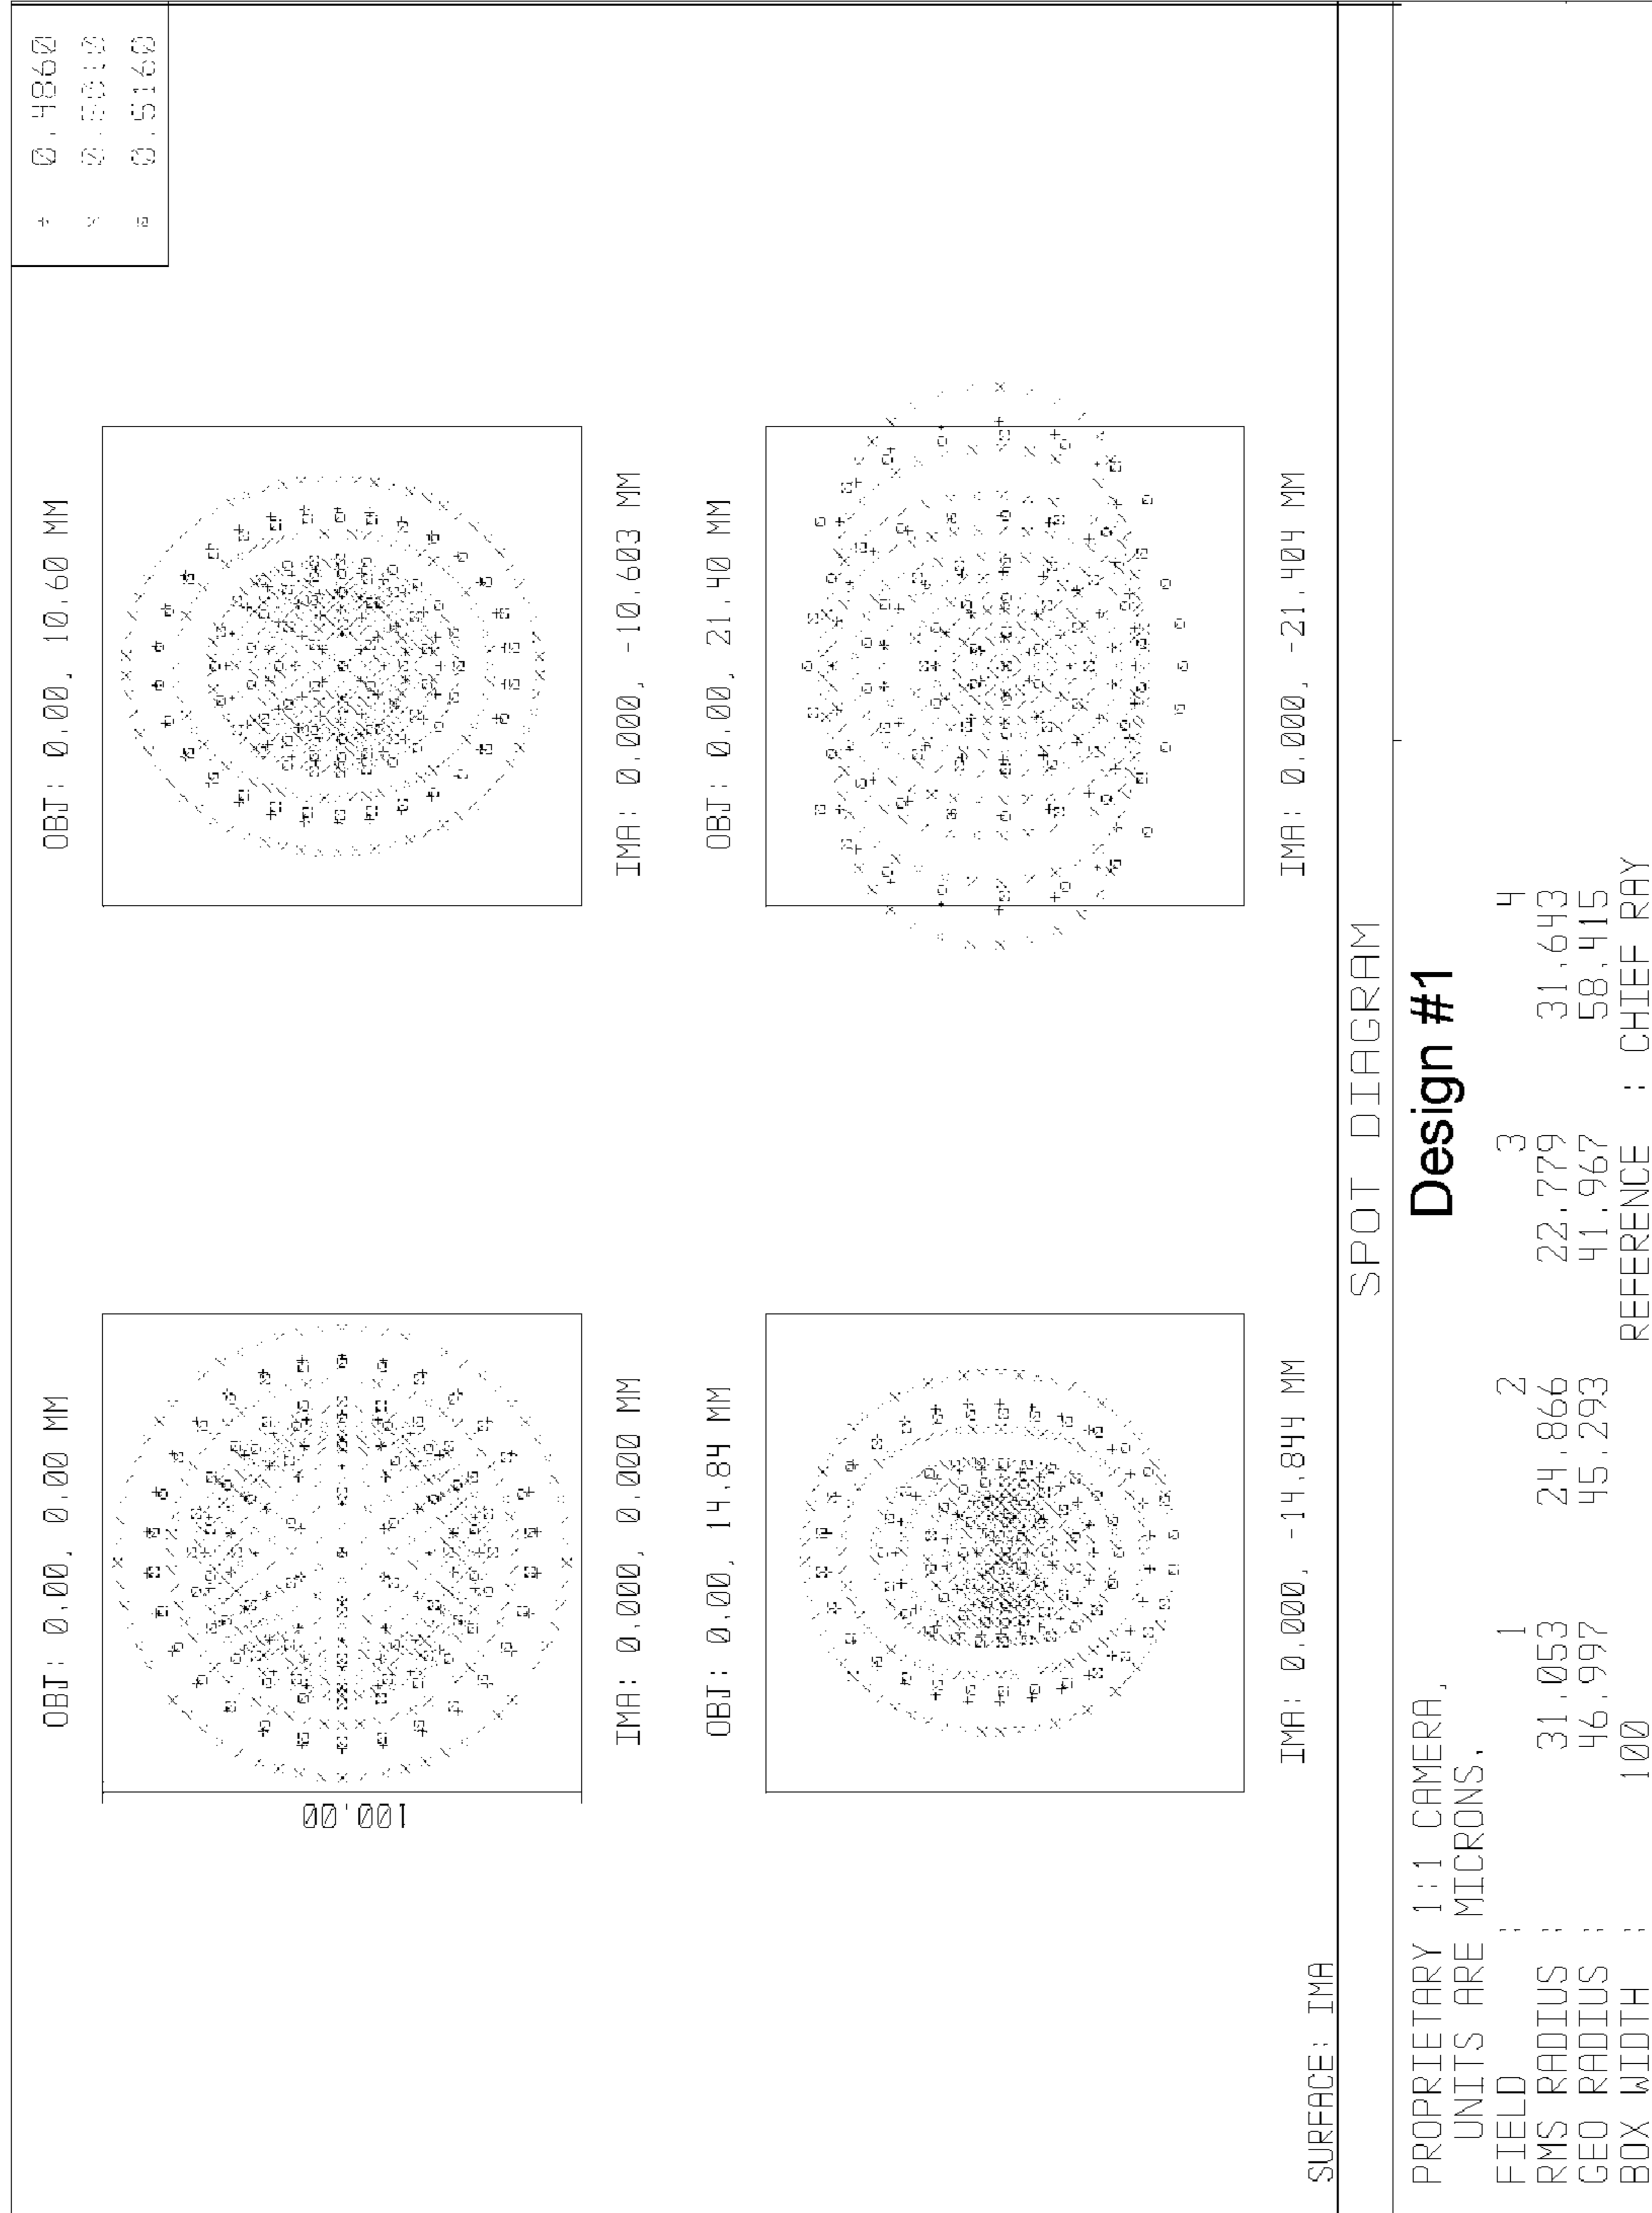 + 0.4860
OBJ: 0.00, 0.00 MM
OBJ: 0.00, 10.60 MM
100.00
IMA: 0.000, 0.000 MM
IMA: 0.000, -10.603 MM
OBJ: 0.00, 14.84 MM
OBJ: 0.00, 21.40 MM
IMA: 0.000, -14.844 MM
IMA: 0.000, -21.404 MM
SURFACE: IMA
SPOT DIAGRAM
Design #1
PROPRIETARY 1:1 CAMERA,
UNITS ARE MICRONS.
FIELD : 1 2 3 4
RMS RADIUS : 31.053 24.866 22.779 31.643
GEO RADIUS : 46.997 45.293 41.967 58.415
BOX WIDTH : 100 REFERENCE : CHIEF RAY